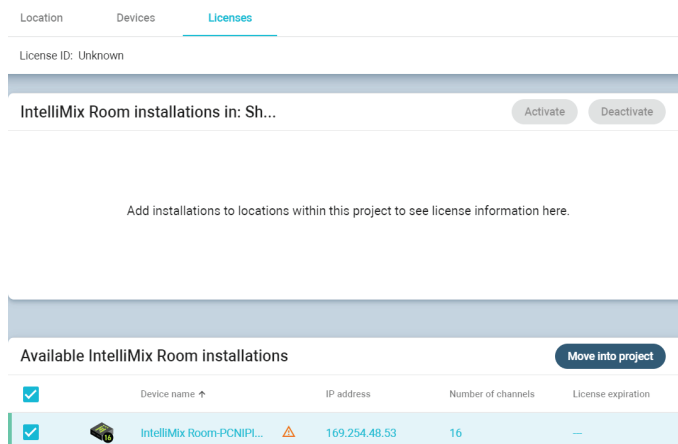 Location Devices Licenses
License ID: Unknown
IntelliMix Room installations in: Sh... Activate Deactivate
Add installations to locations within this project to see license information here.
Available IntelliMix Room installations Move into project
Device name ↑ IP address Number of channels License expiration
16 IntelliMix Room-PCNIPI... 169.254.48.53 16 —